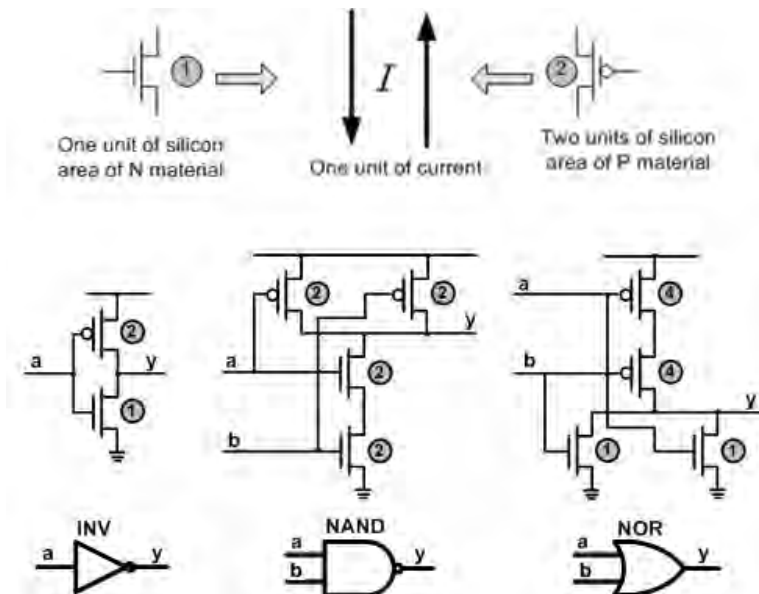 1
I
2
One unit of silicon
area of N material
One unit of current
Two units of silicon
area of P material
a
2
1
y
a
b
2
2
y
2
2
a
b
4
4
y
1
1
INV
a
y
NAND
a
b
y
NOR
a
b
y